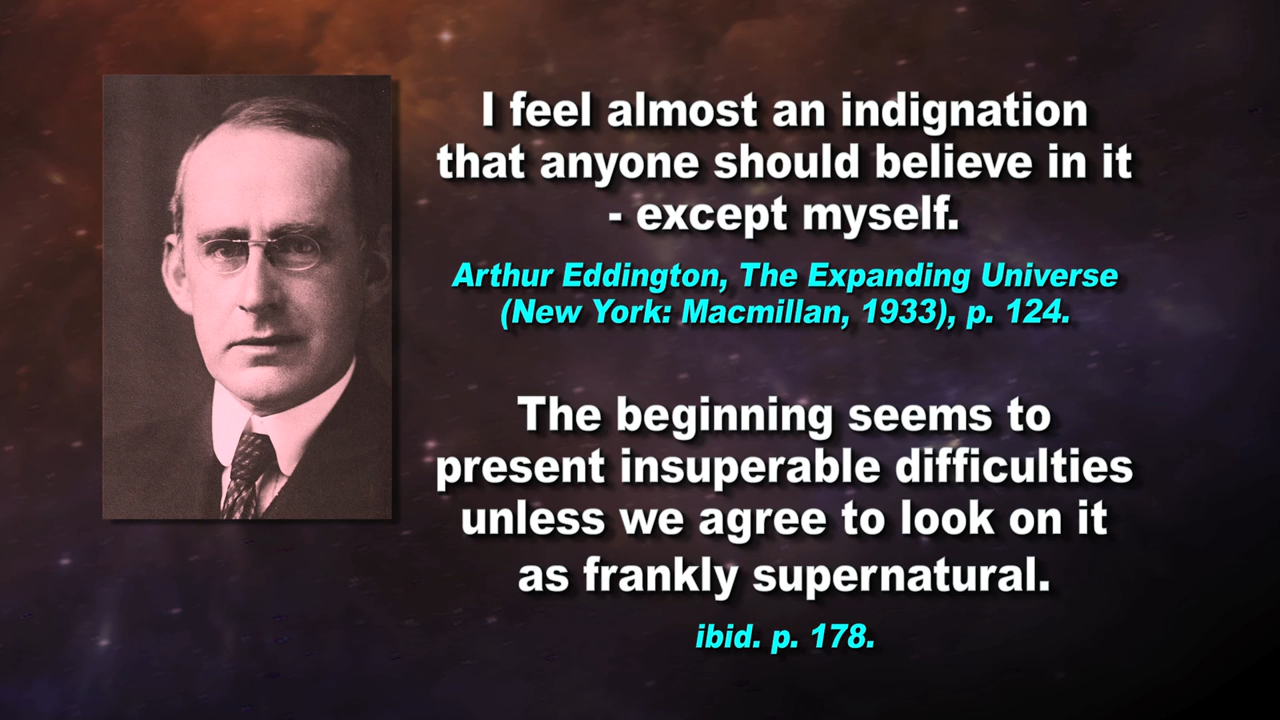 I feel almost an indignation
that anyone should believe in it
- except myself.
Arthur Eddington, The Expanding Universe
(New York: Macmillan, 1933), p. 124.
The beginning seems to
present insuperable difficulties
unless we agree to look on it
as frankly supernatural.
ibid. p. 178.